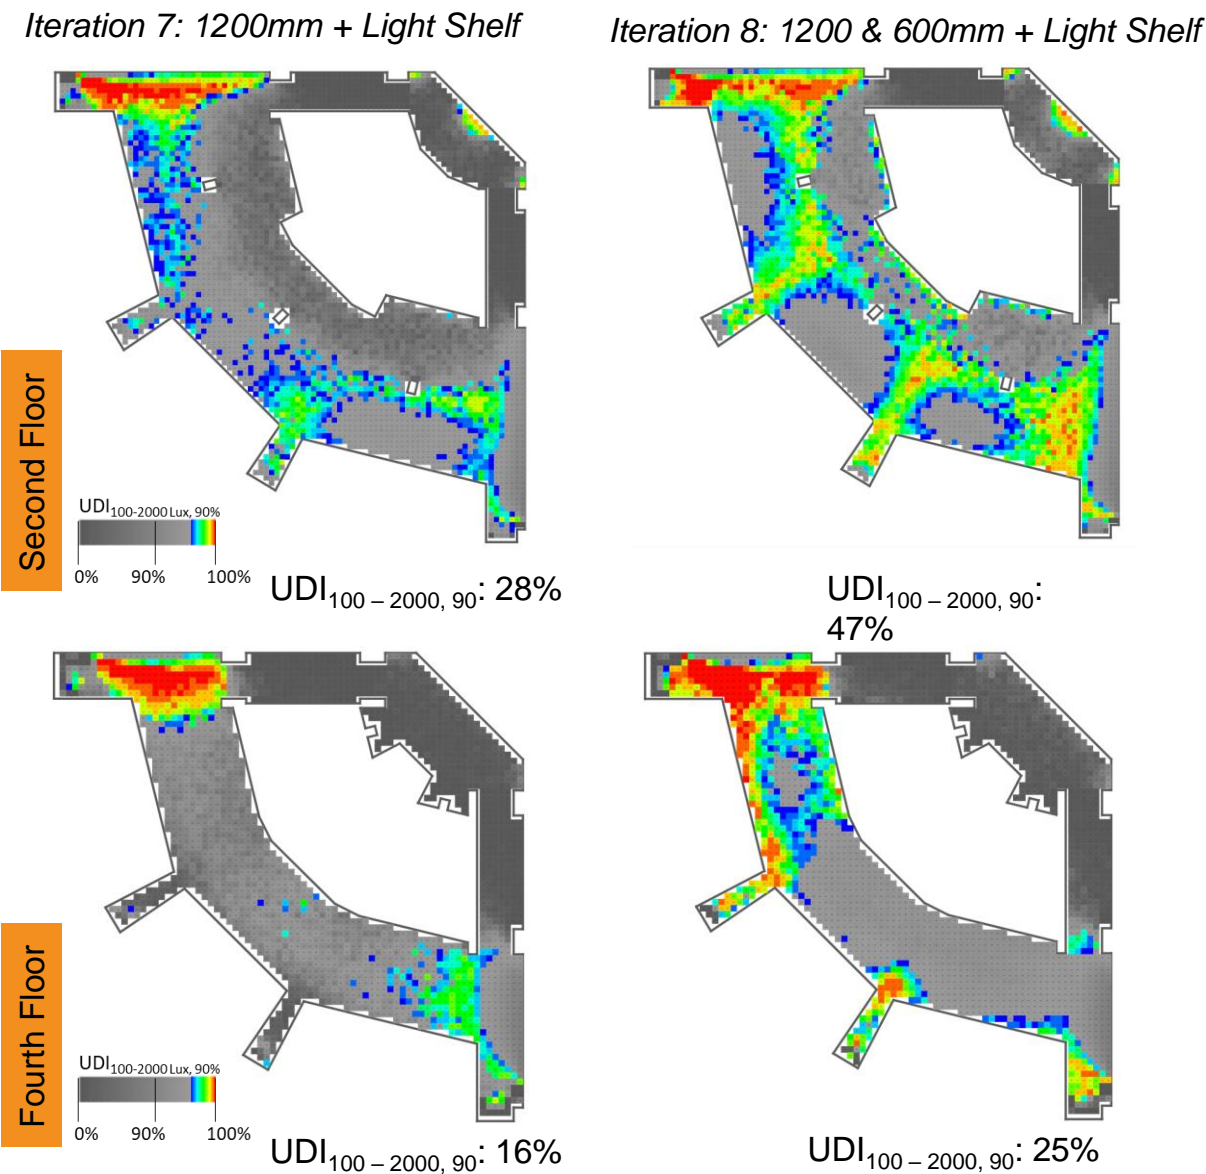 Iteration 7: 1200mm + Light Shelf
Iteration 8: 1200 & 600mm + Light Shelf
Second Floor
UDI100-2000 Lux, 90%
0% 90% 100%
UDI100 – 2000, 90: 28%
UDI100 – 2000, 90:
47%
Fourth Floor
UDI100-2000 Lux, 90%
0% 90% 100%
UDI100 – 2000, 90: 16%
UDI100 – 2000, 90: 25%